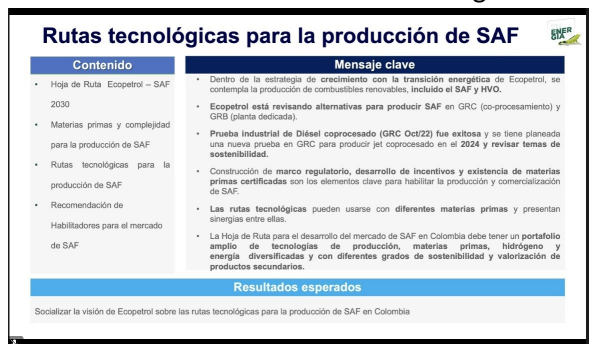 Rutas tecnológicas para la producción de SAF
ENER
GÍA
Contenido
• Hoja de Ruta Ecopetrol – SAF
2030
• Materias primas y complejidad
para la producción de SAF
• Rutas tecnológicas para la
producción de SAF
• Recomendación de
Habilitadores para el mercado
de SAF
Mensaje clave
• Dentro de la estrategia de crecimiento con la transición energética de Ecopetrol, se
contempla la producción de combustibles renovables, incluido el SAF y HVO.
• Ecopetrol está revisando alternativas para producir SAF en GRC (co-procesamiento) y
GRB (planta dedicada).
• Prueba industrial de Diésel coprocesado (GRC Oct/22) fue exitosa y se tiene planeada
una nueva prueba en GRC para producir jet coprocesado en el 2024 y revisar temas de
sostenibilidad.
• Construcción de marco regulatorio, desarrollo de incentivos y existencia de materias
primas certificadas son los elementos clave para habilitar la producción y comercialización
de SAF.
• Las rutas tecnológicas pueden usarse con diferentes materias primas y presentan
sinergias entre ellas.
• La Hoja de Ruta para el desarrollo del mercado de SAF en Colombia debe tener un portafolio
amplio de tecnologías de producción, materias primas, hidrógeno y
energía diversificadas y con diferentes grados de sostenibilidad y valorización de
productos secundarios.
Resultados esperados
Socializar la visión de Ecopetrol sobre las rutas tecnológicas para la producción de SAF en Colombia